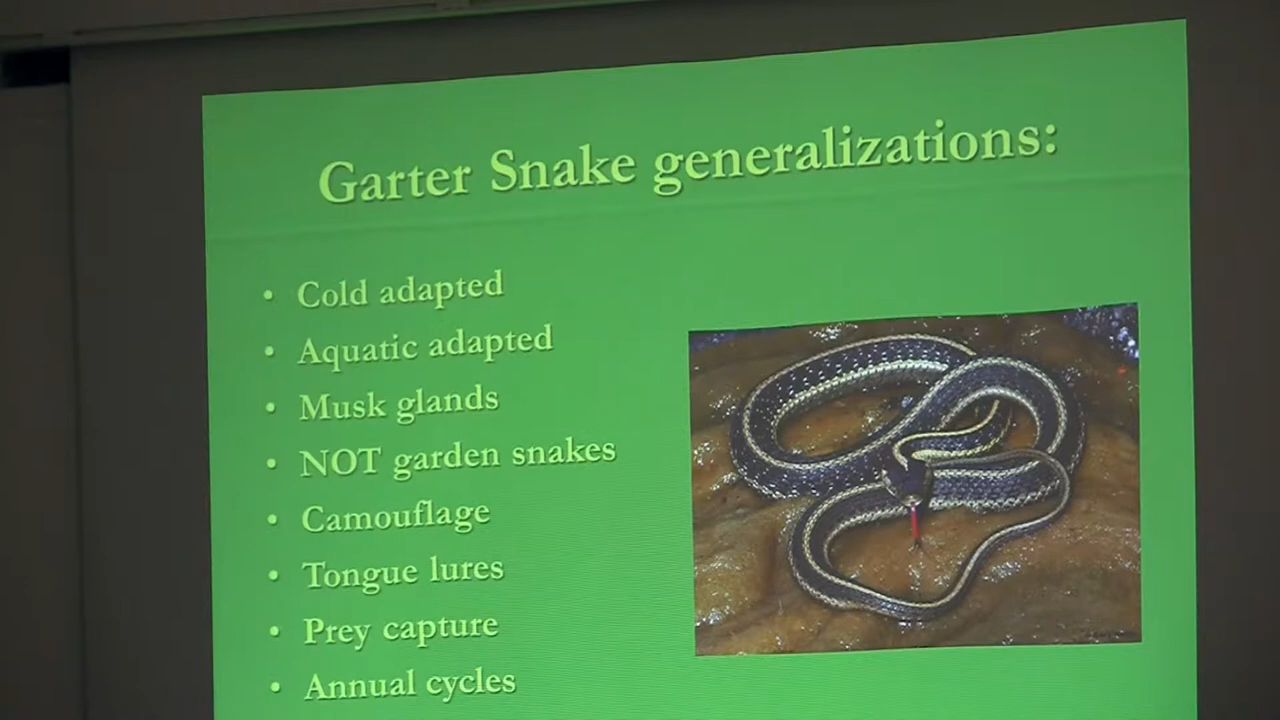 Garter Snake generalizations:
• Cold adapted
• Aquatic adapted
• Musk glands
• NOT garden snakes
• Camouflage
• Tongue lures
• Prey capture
• Annual cycles